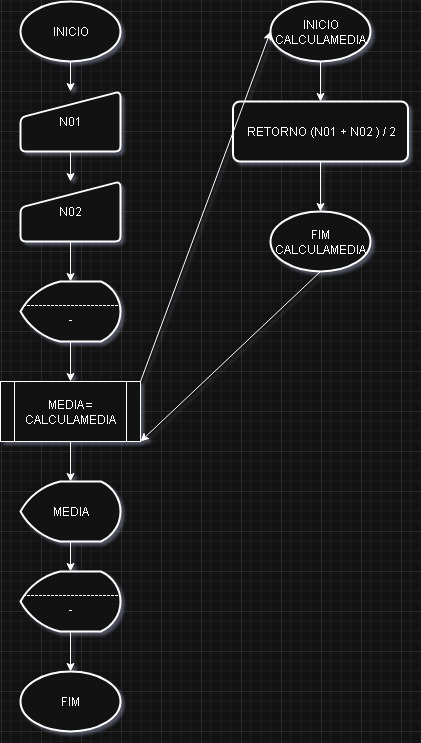 INICIO
N01
N02
--------------------------
-
MEDIA=
CALCULAMEDIA
MEDIA
--------------------------
-
FIM
INICIO
CALCULAMEDIA
RETORNO (N01 + N02 ) / 2
FIM
CALCULAMEDIA